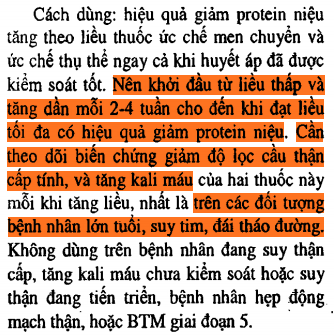 Cách dùng: hiệu quả giảm protein niệu
tăng theo liều thuốc ức chế men chuyển và
ức chế thụ thể ngay cả khi huyết áp đã được
kiểm soát tốt. Nên khởi đầu từ liều thấp và
tăng dần mỗi 2-4 tuần cho đến khi đạt liều
tối đa có hiệu quả giảm protein niệu. Cần
theo dõi biến chứng giảm độ lọc cầu thận
cấp tính, và tăng kali máu của hai thuốc này
mỗi khi tăng liều, nhất là trên các đối tượng
bệnh nhân lớn tuổi, suy tim, đái tháo đường.
Không dùng trên bệnh nhân đang suy thận
cấp, tăng kali máu chưa kiểm soát hoặc suy
thận đang tiến triển, bệnh nhân hẹp động
mạch thận, hoặc BTM giai đoạn 5.